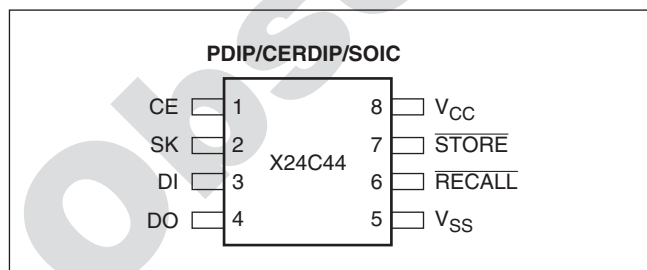 PDIP/CERDIP/SOIC
CE 1 8 VCC
SK 2 7 STORE
X24C44
DI 3 6 RECALL
DO 4 5 VSS